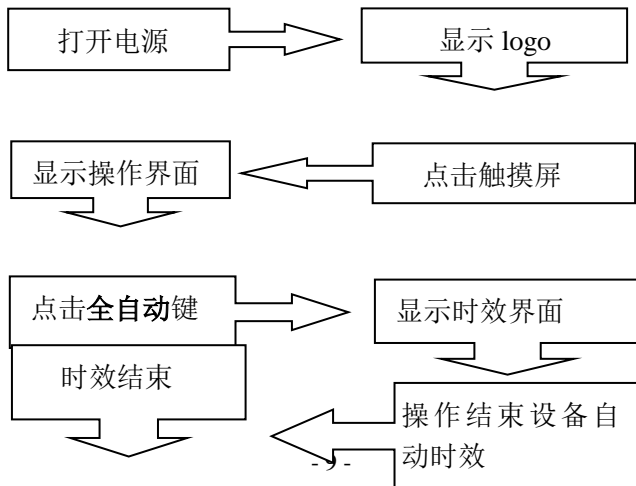 打开电源
显示 logo
显示操作界面
点击触摸屏
点击全自动键
显示时效界面
时效结束
操作结束设备自
动时效
- 9 -